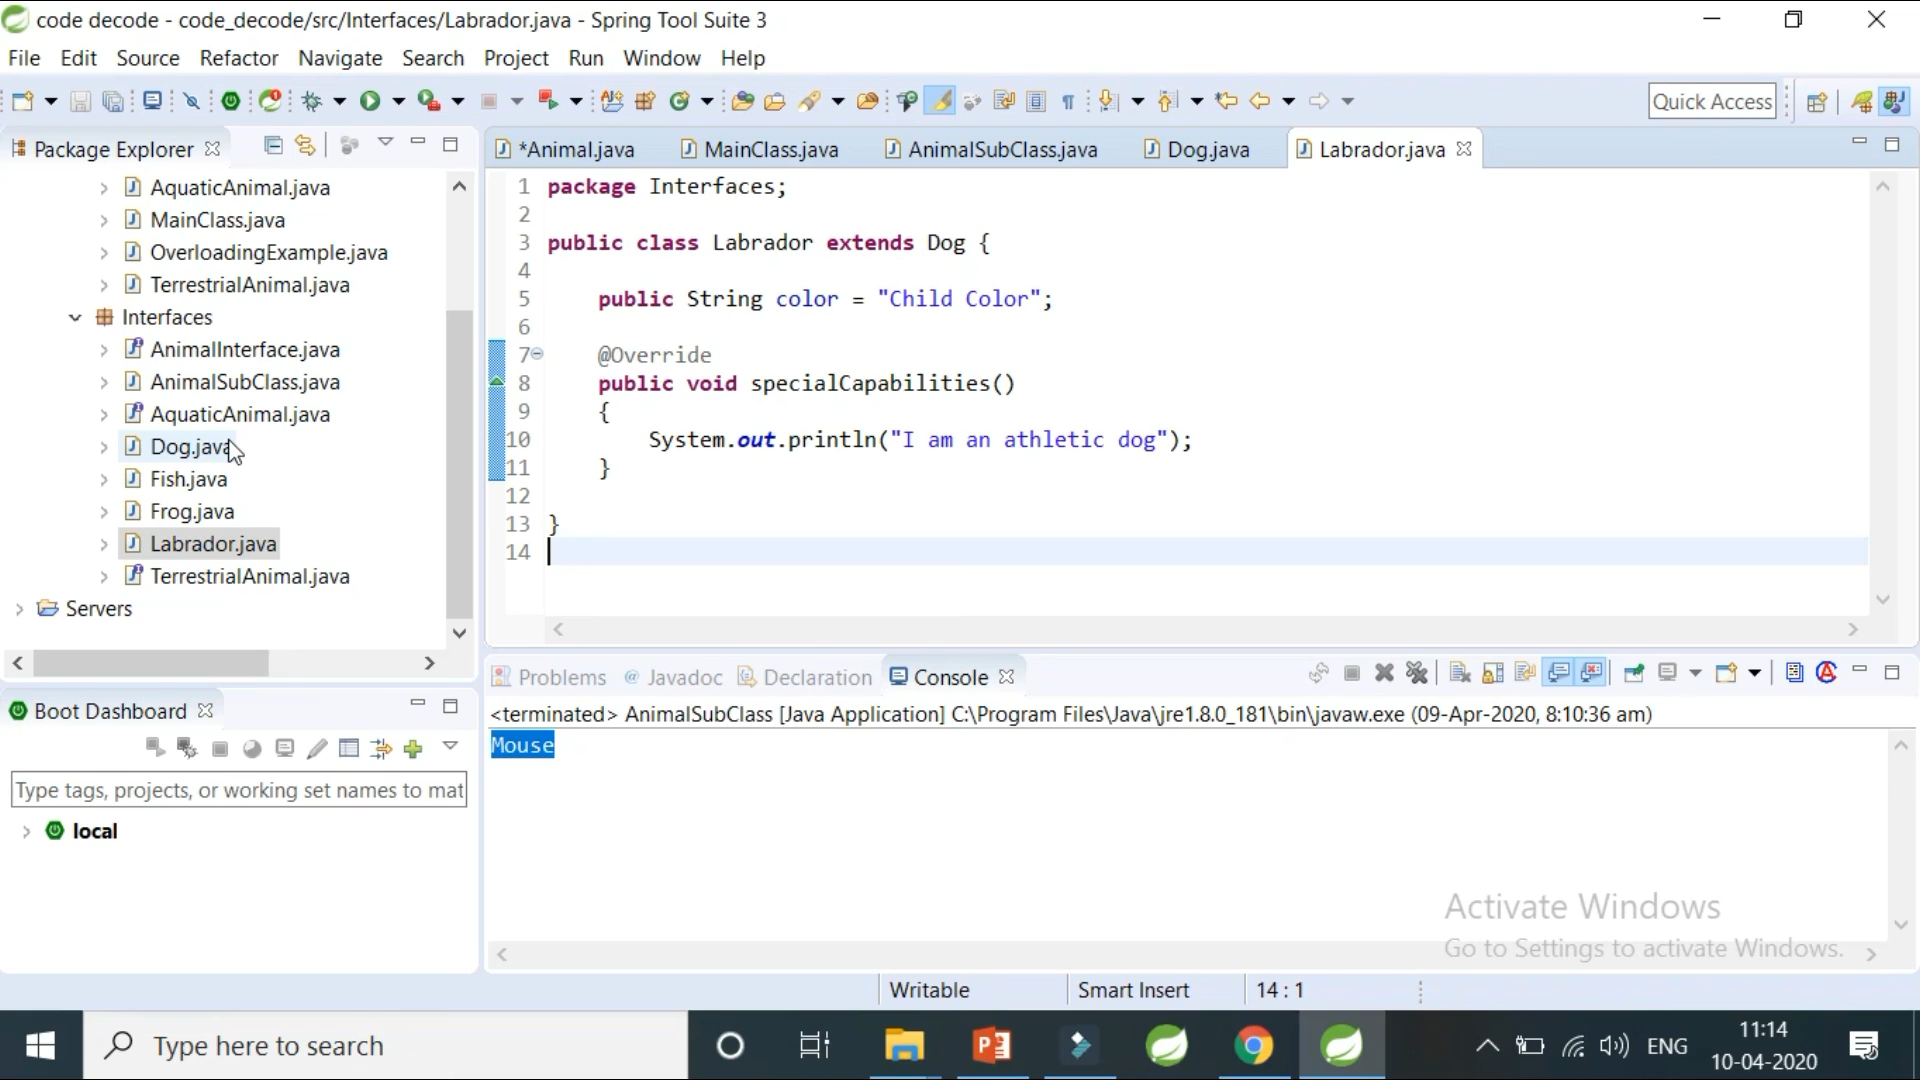 code decode - code_decode/src/Interfaces/Labrador.java - Spring Tool Suite 3
File Edit Source Refactor Navigate Search Project Run Window Help
Quick Access
Package Explorer
AquaticAnimal.java
MainClass.java
OverloadingExample.java
TerrestrialAnimal.java
Interfaces
AnimalInterface.java
AnimalSubClass.java
AquaticAnimal.java
Dog.java
Fish.java
Frog.java
Labrador.java
TerrestrialAnimal.java
Servers
Boot Dashboard
Type tags, projects, or working set names to mat
local
*Animal.java MainClass.java AnimalSubClass.java Dog.java Labrador.java
1 package Interfaces;
2
3 public class Labrador extends Dog {
4
5 public String color = "Child Color";
6
7 @Override
8 public void specialCapabilities()
9 {
10 System.out.println("I am an athletic dog");
11 }
12
13 }
14
Problems Javadoc Declaration Console
<terminated> AnimalSubClass [Java Application] C:\Program Files\Java\jre1.8.0_181\bin\javaw.exe (09-Apr-2020, 8:10:36 am)
Mouse
Activate Windows
Go to Settings to activate Windows.
Writable Smart Insert 14 : 1
Type here to search
ENG
11:14
10-04-2020